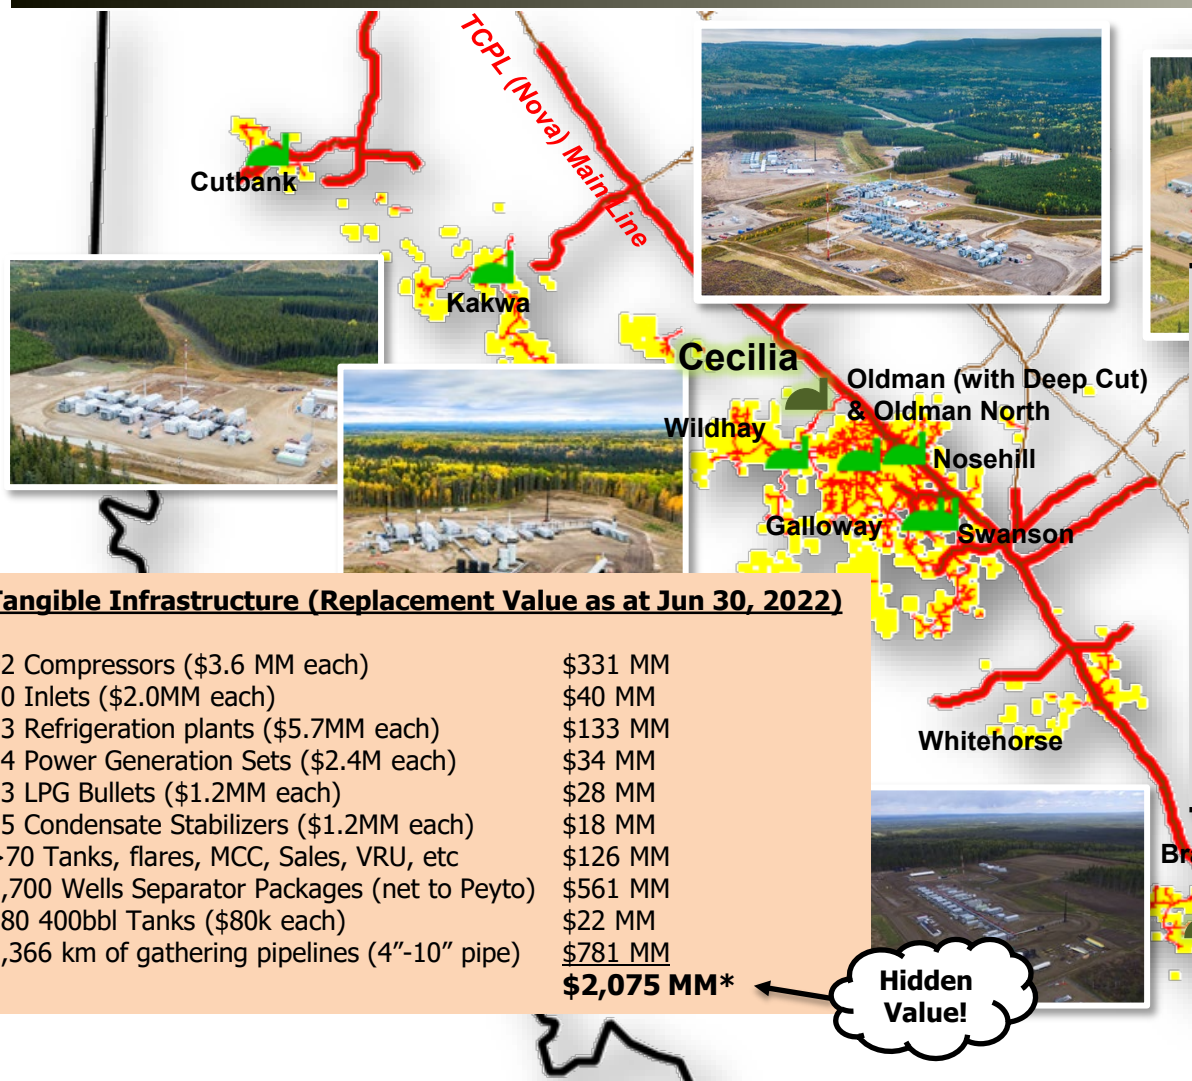 TCPL (Nova) Main Line
Cutbank
Kakwa
Cecilia
Oldman (with Deep Cut)
& Oldman North
Wildhay
Nosehill
Galloway
Swanson
Whitehorse
Br
Tangible Infrastructure (Replacement Value as at Jun 30, 2022)
2 Compressors ($3.6 MM each) $331 MM
0 Inlets ($2.0MM each) $40 MM
3 Refrigeration plants ($5.7MM each) $133 MM
4 Power Generation Sets ($2.4M each) $34 MM
3 LPG Bullets ($1.2MM each) $28 MM
5 Condensate Stabilizers ($1.2MM each) $18 MM
>70 Tanks, flares, MCC, Sales, VRU, etc $126 MM
,700 Wells Separator Packages (net to Peyto) $561 MM
80 400bbl Tanks ($80k each) $22 MM
,366 km of gathering pipelines (4”-10” pipe) $781 MM
$2,075 MM*
Hidden
Value!